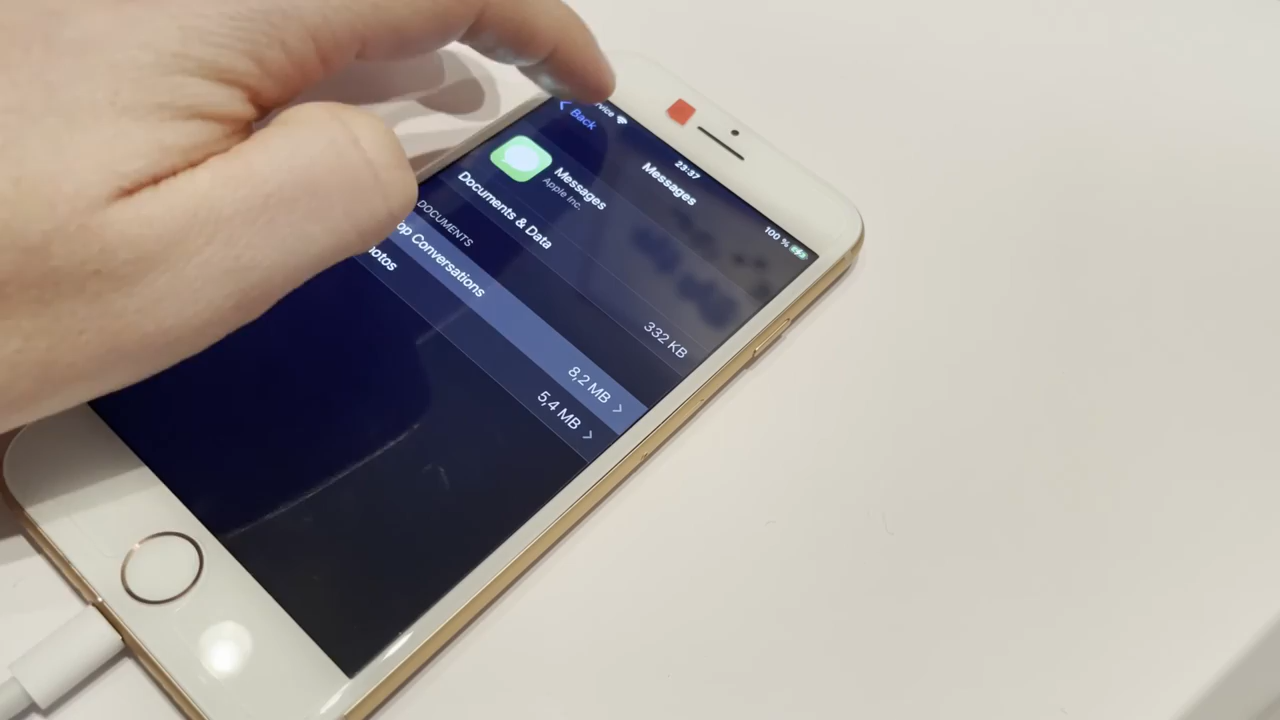 23:37
100 %
Back
Messages
Messages
Apple Inc.
Documents & Data
332 KB
DOCUMENTS
Conversations
8,2 MB
5,4 MB